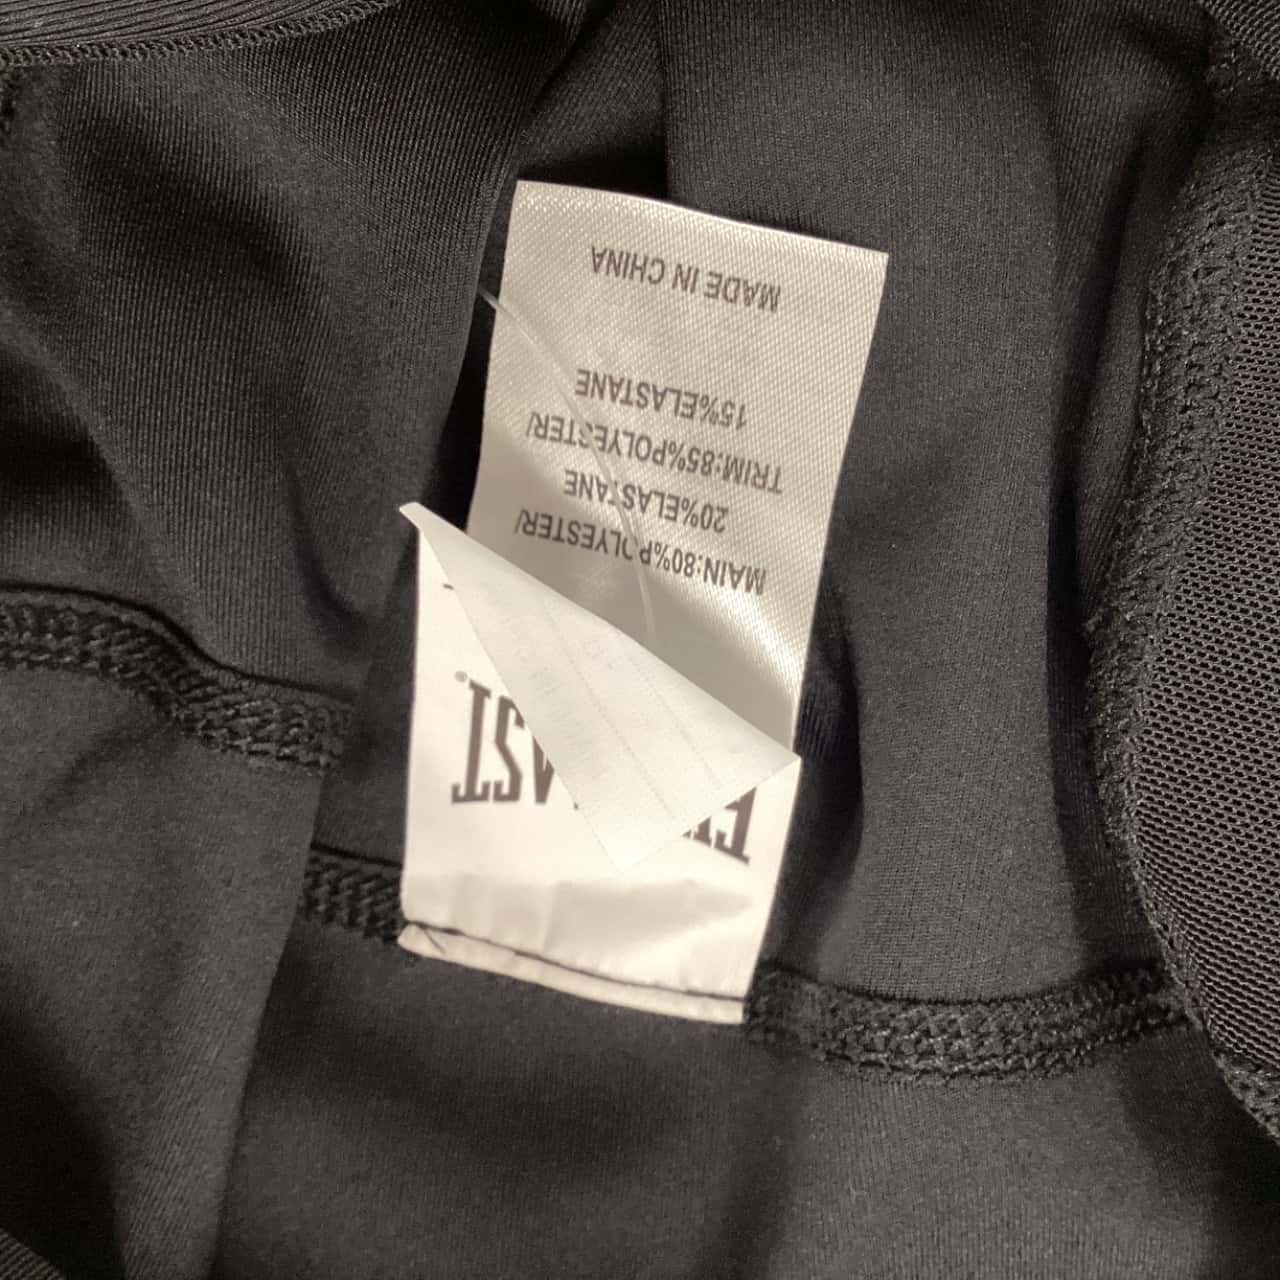 MADE IN CHINA
MAIN:80%POLYESTER/
20%ELASTANE
TRIM:85%POLYESTER/
15%ELASTANE